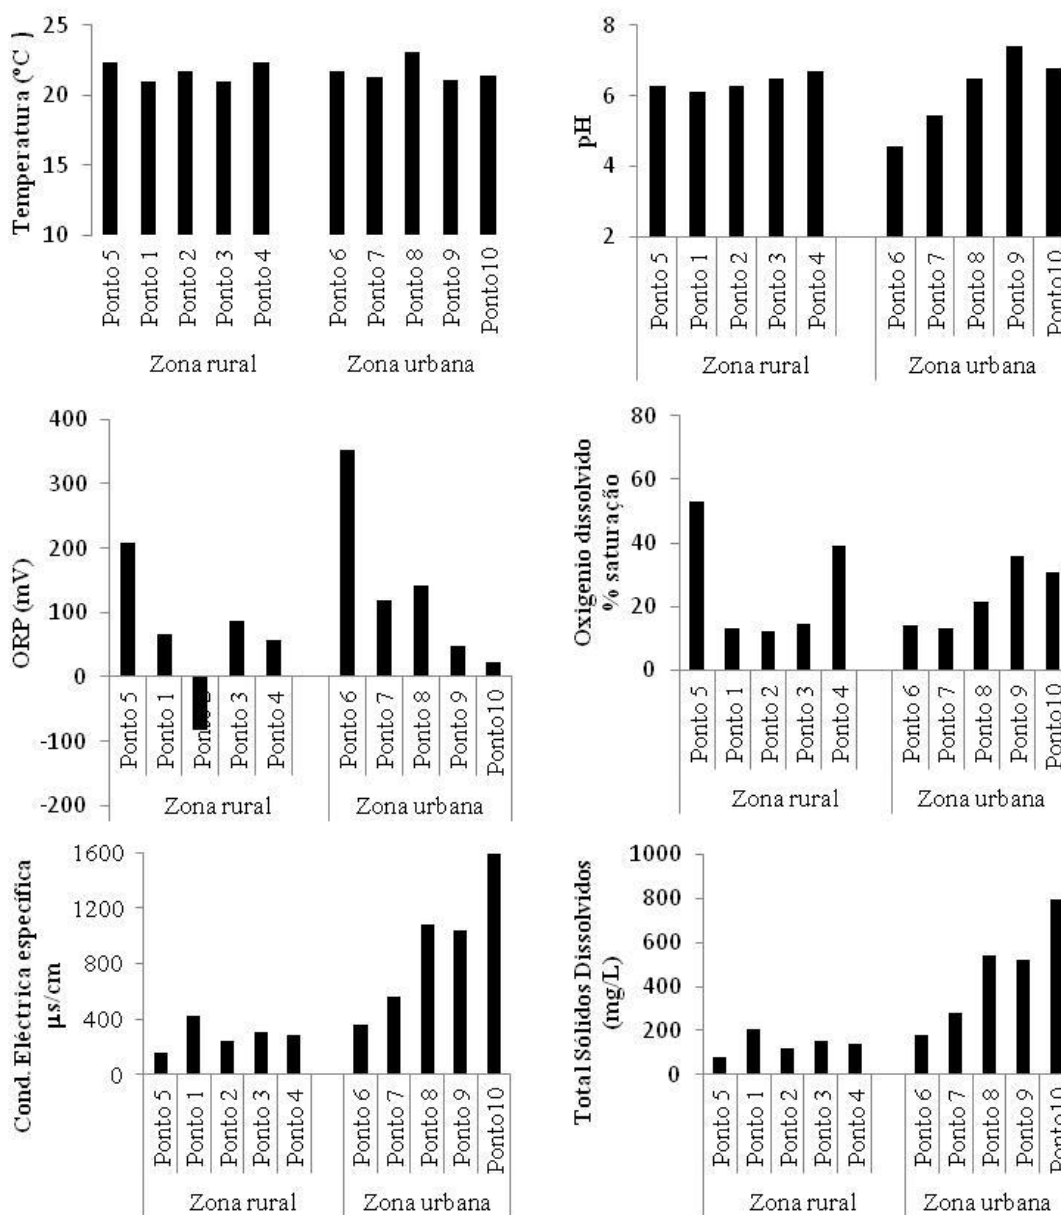 Temperatura (°C )
25
20
15
10
Ponto 5
Ponto 1
Ponto 2
Ponto 3
Ponto 4
Ponto 6
Ponto 7
Ponto 8
Ponto 9
Ponto10
Zona rural
Zona urbana
pH
8
6
4
2
Ponto 5
Ponto 1
Ponto 2
Ponto 3
Ponto 4
Ponto 6
Ponto 7
Ponto 8
Ponto 9
Ponto10
Zona rural
Zona urbana
ORP (mV)
400
300
200
100
0
-100
-200
Ponto 5
Ponto 1
Ponto 2
Ponto 3
Ponto 4
Ponto 6
Ponto 7
Ponto 8
Ponto 9
Ponto10
Zona rural
Zona urbana
Oxigenio dissolvido
% saturação
80
60
40
20
0
Ponto 5
Ponto 1
Ponto 2
Ponto 3
Ponto 4
Ponto 6
Ponto 7
Ponto 8
Ponto 9
Ponto10
Zona rural
Zona urbana
Cond. Eléctrica específica
µs/cm
1600
1200
800
400
0
Ponto 5
Ponto 1
Ponto 2
Ponto 3
Ponto 4
Ponto 6
Ponto 7
Ponto 8
Ponto 9
Ponto10
Zona rural
Zona urbana
Total Sólidos Dissolvidos
(mg/L)
1000
800
600
400
200
0
Ponto 5
Ponto 1
Ponto 2
Ponto 3
Ponto 4
Ponto 6
Ponto 7
Ponto 8
Ponto 9
Ponto10
Zona rural
Zona urbana